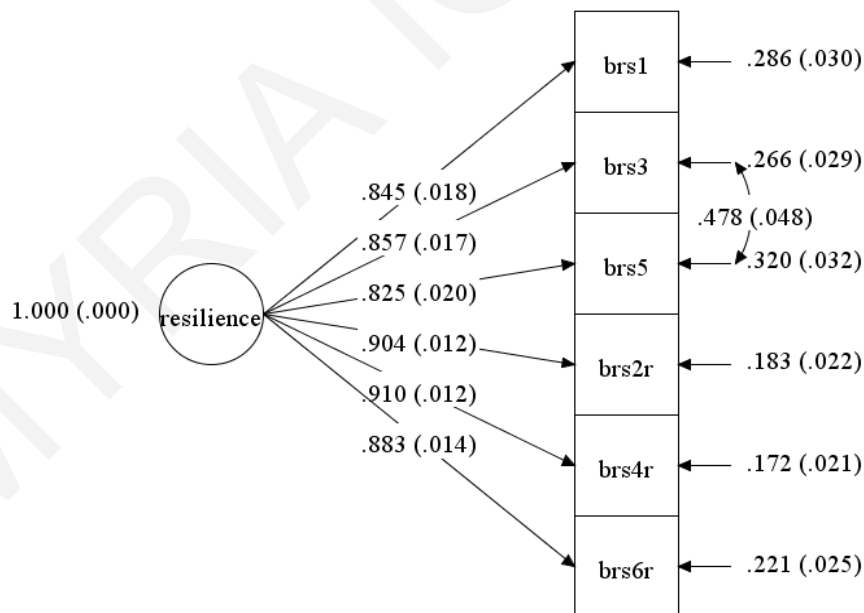 brs1
.286 (.030)
brs3
.266 (.029)
.845 (.018)
.478 (.048)
.857 (.017)
brs5
.320 (.032)
.825 (.020)
1.000 (.000)
resilience
.904 (.012)
brs2r
.183 (.022)
.910 (.012)
.883 (.014)
brs4r
.172 (.021)
brs6r
.221 (.025)